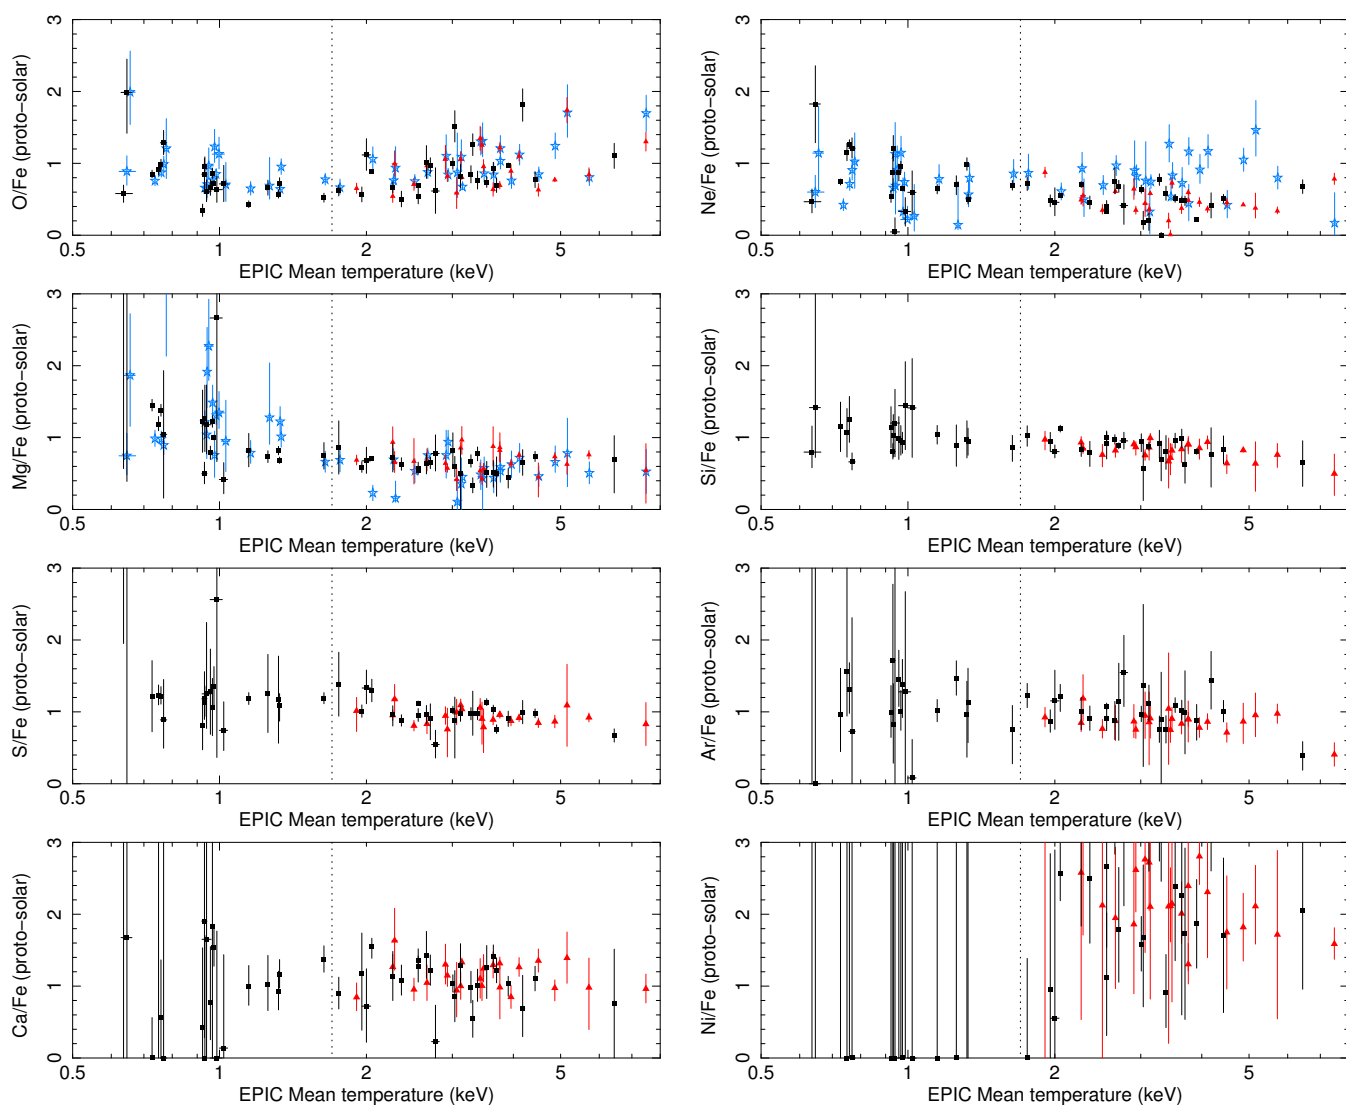 0 1 2 3
O/Fe (proto−solar)
0.5 1 2 5
EPIC Mean temperature (keV)
0 1 2 3
Ne/Fe (proto−solar)
0.5 1 2 5
EPIC Mean temperature (keV)
0 1 2 3
Mg/Fe (proto−solar)
0.5 1 2 5
EPIC Mean temperature (keV)
0 1 2 3
Si/Fe (proto−solar)
0.5 1 2 5
EPIC Mean temperature (keV)
0 1 2 3
S/Fe (proto−solar)
0.5 1 2 5
EPIC Mean temperature (keV)
0 1 2 3
Ar/Fe (proto−solar)
0.5 1 2 5
EPIC Mean temperature (keV)
0 1 2 3
Ca/Fe (proto−solar)
0.5 1 2 5
EPIC Mean temperature (keV)
0 1 2 3
Ni/Fe (proto−solar)
0.5 1 2 5
EPIC Mean temperature (keV)